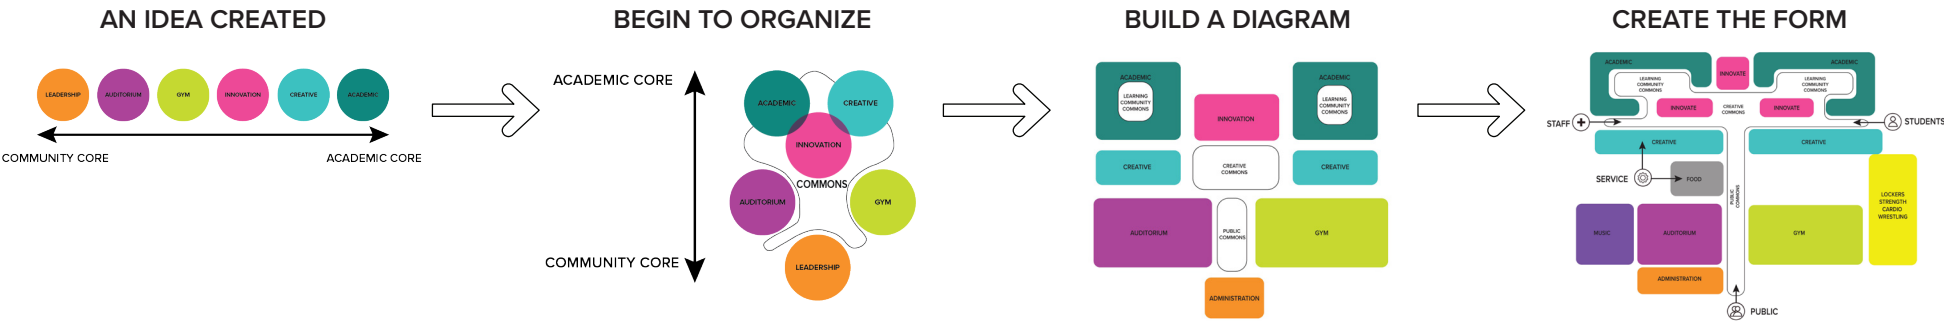 AN IDEA CREATED
LEADERSHIP
AUDITORIUM
GYM
INNOVATION
CREATIVE
ACADEMIC
COMMUNITY CORE
ACADEMIC CORE
BEGIN TO ORGANIZE
ACADEMIC CORE
COMMUNITY CORE
ACADEMIC
CREATIVE
INNOVATION
COMMONS
AUDITORIUM
GYM
LEADERSHIP
BUILD A DIAGRAM
ACADEMIC
LEARNING
COMMUNITY
COMMONS
INNOVATION
ACADEMIC
LEARNING
COMMUNITY
COMMONS
CREATIVE
CREATIVE
COMMONS
CREATIVE
AUDITORIUM
PUBLIC
COMMONS
GYM
ADMINISTRATION
CREATE THE FORM
ACADEMIC
INNOVATE
ACADEMIC
LEARNING
COMMUNITY
COMMONS
LEARNING
COMMUNITY
COMMONS
INNOVATE
CREATIVE
COMMONS
INNOVATE
STAFF
STUDENTS
CREATIVE
CREATIVE
SERVICE
FOOD
PUBLIC
COMMONS
LOCKERS
STRENGTH
CARDIO
WRESTLING
MUSIC
AUDITORIUM
GYM
ADMINISTRATION
PUBLIC